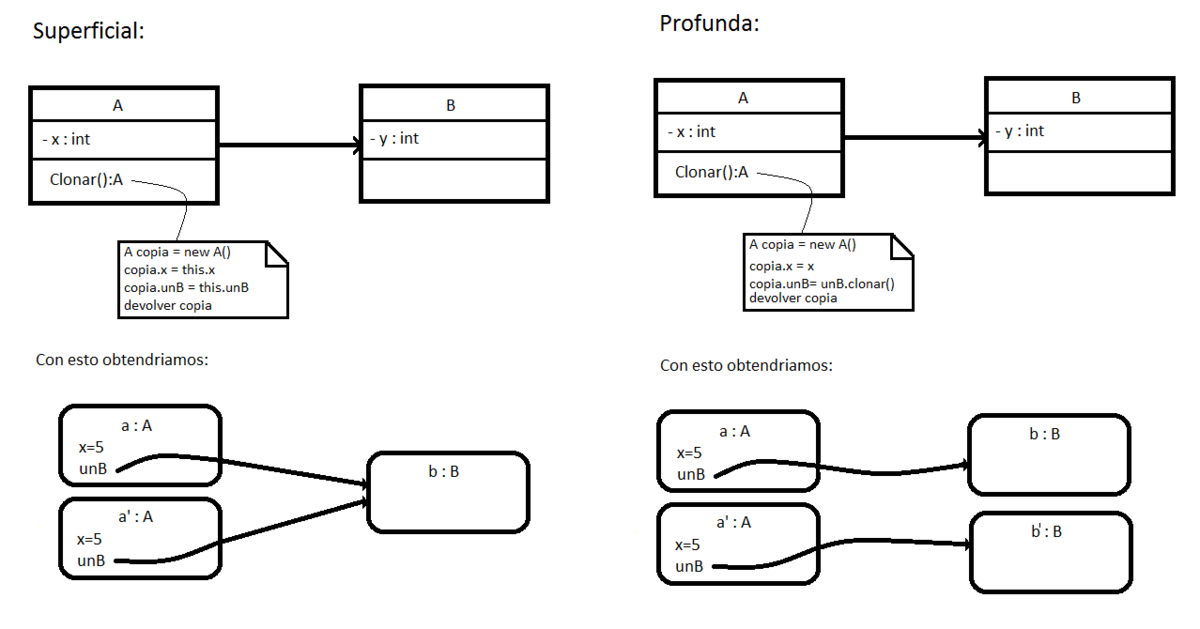 Superficial:
A
- x : int
Clonar():A
B
- y : int
A copia = new A()
copia.x = this.x
copia.unB = this.unB
devolver copia
Con esto obtendriamos:
a : A
x=5
unB
a' : A
x=5
unB
b : B
Profunda:
A
- x : int
Clonar():A
B
- y : int
A copia = new A()
copia.x = x
copia.unB= unB.clonar()
devolver copia
Con esto obtendriamos:
a : A
x=5
unB
a' : A
x=5
unB
b : B
b' : B